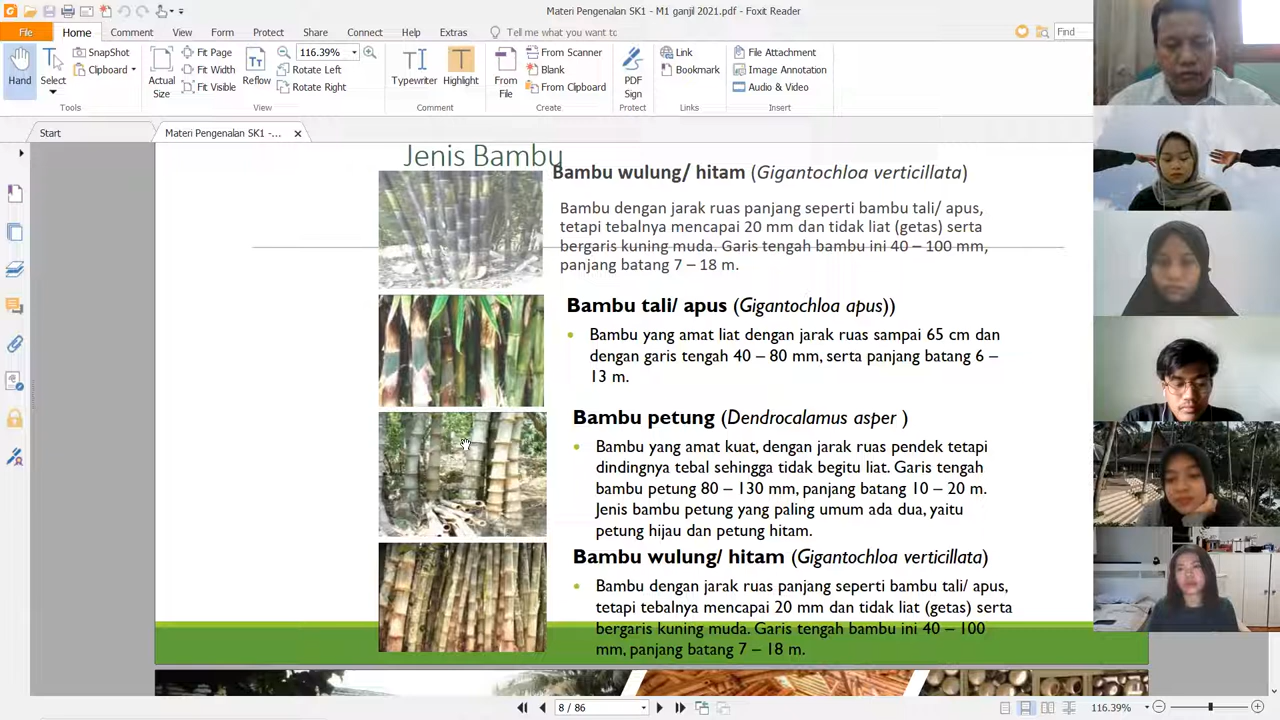 Materi Pengenalan SK1 - M1 ganjil 2021.pdf - Foxit Reader
File Home Comment View Form Protect Share Connect Help Extras Tell me what you want to Find
Hand
Select
SnapShot
Clipboard
Tools
Actual Size
Fit Page
Fit Width
Fit Visible
Reflow
116.39%
Rotate Left
Rotate Right
View
Typewriter
Highlight
Comment
From File
From Scanner
Blank
From Clipboard
Create
PDF Sign
Protect
Link
Bookmark
Links
File Attachment
Image Annotation
Audio & Video
Insert
Start
Materi Pengenalan SK1 -...
Jenis Bambu
Bambu wulung/ hitam (Gigantochloa verticillata)
Bambu dengan jarak ruas panjang seperti bambu tali/ apus,
tetapi tebalnya mencapai 20 mm dan tidak liat (getas) serta
bergaris kuning muda. Garis tengah bambu ini 40 – 100 mm,
panjang batang 7 – 18 m.
Bambu tali/ apus (Gigantochloa apus))
• Bambu yang amat liat dengan jarak ruas sampai 65 cm dan
dengan garis tengah 40 – 80 mm, serta panjang batang 6 –
13 m.
Bambu petung (Dendrocalamus asper )
• Bambu yang amat kuat, dengan jarak ruas pendek tetapi
dindingnya tebal sehingga tidak begitu liat. Garis tengah
bambu petung 80 – 130 mm, panjang batang 10 – 20 m.
Jenis bambu petung yang paling umum ada dua, yaitu
petung hijau dan petung hitam.
Bambu wulung/ hitam (Gigantochloa verticillata)
• Bambu dengan jarak ruas panjang seperti bambu tali/ apus,
tetapi tebalnya mencapai 20 mm dan tidak liat (getas) serta
bergaris kuning muda. Garis tengah bambu ini 40 – 100
mm, panjang batang 7 – 18 m.
8 / 86
116.39%